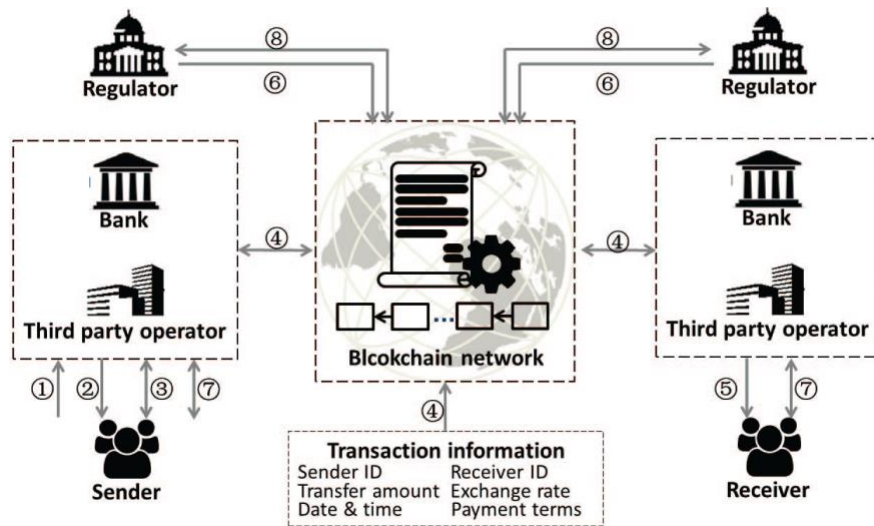 ⑧
⑧
Regulator
⑥
⑥
Regulator
Bank
Bank
④
④
Third party operator
Third party operator
Blcokchain network
① ② ③ ⑦
⑤ ⑦
④
Sender
Transaction information
Sender ID Receiver ID
Transfer amount Exchange rate
Date & time Payment terms
Receiver